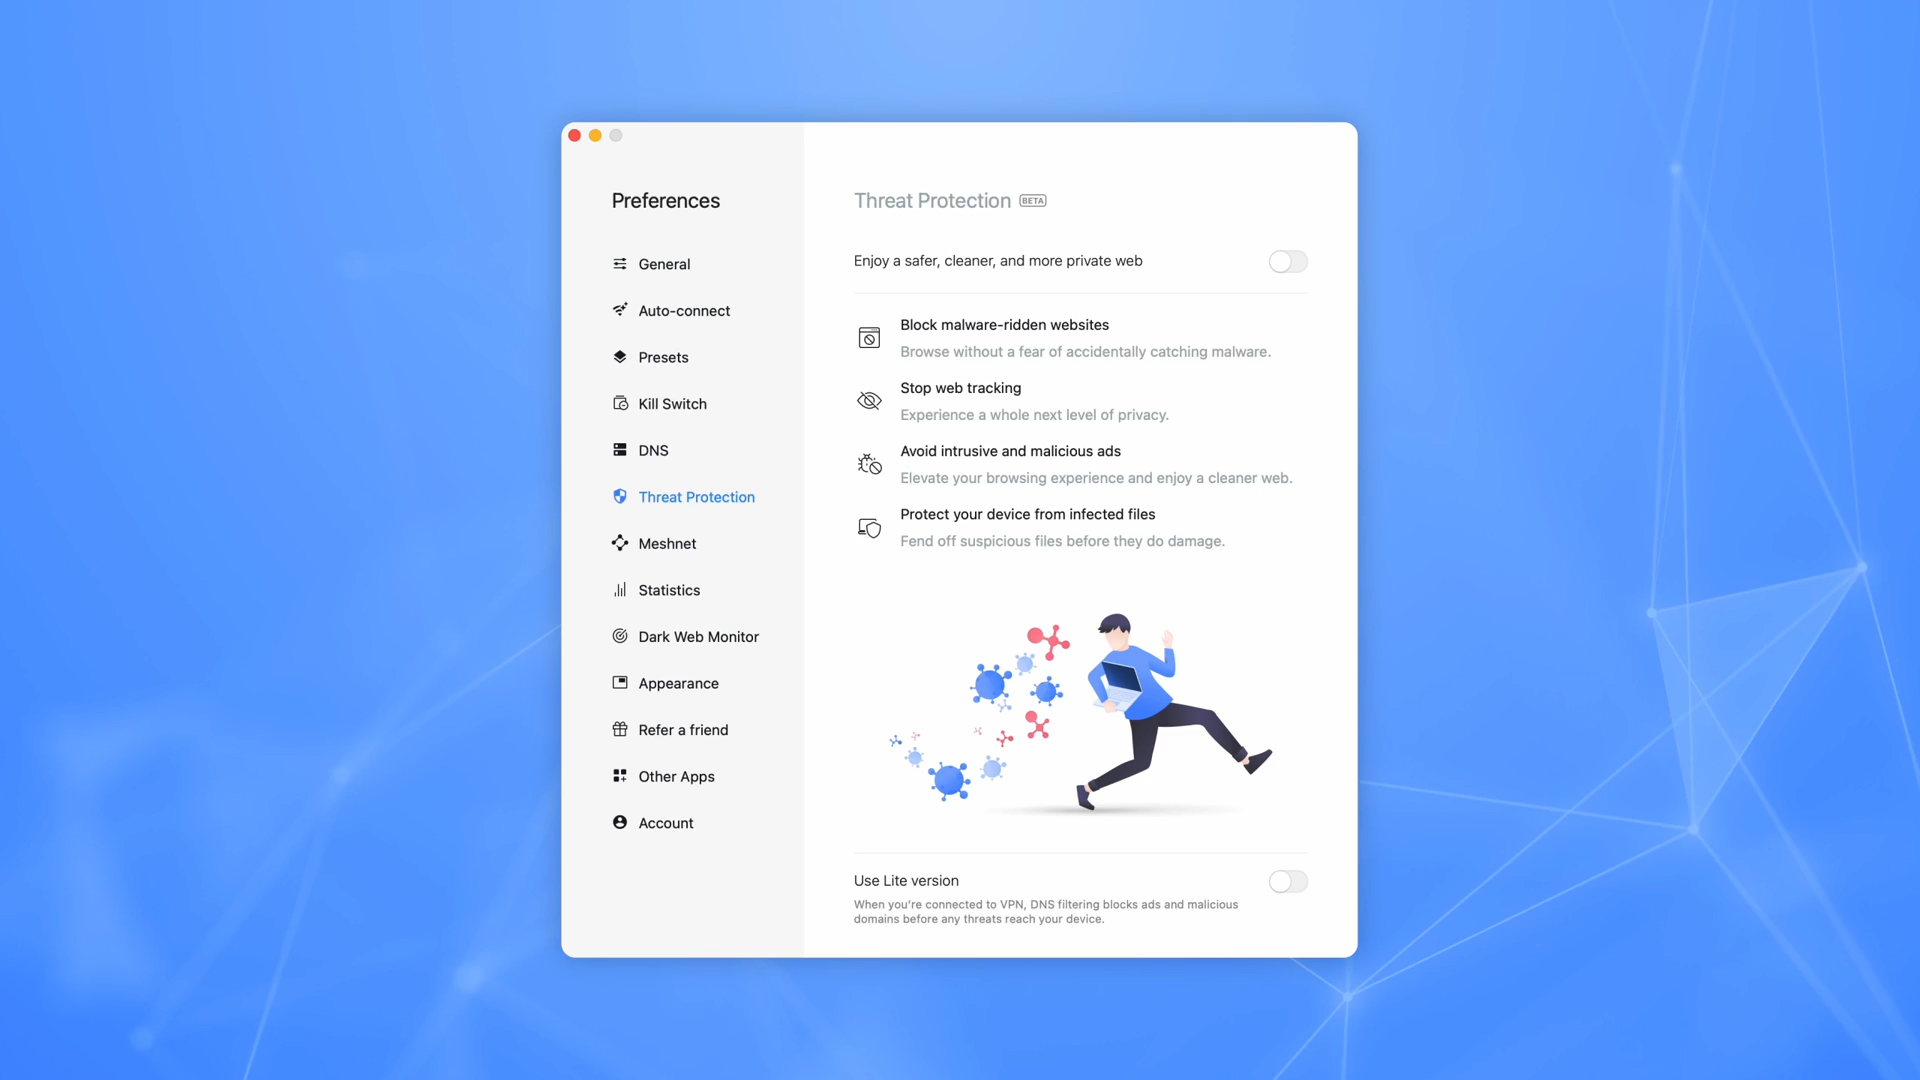 Preferences
General
Auto-connect
Presets
Kill Switch
DNS
Threat Protection
Meshnet
Statistics
Dark Web Monitor
Appearance
Refer a friend
Other Apps
Account
Threat Protection BETA
Enjoy a safer, cleaner, and more private web
Block malware-ridden websites
Browse without a fear of accidentally catching malware.
Stop web tracking
Experience a whole next level of privacy.
Avoid intrusive and malicious ads
Elevate your browsing experience and enjoy a cleaner web.
Protect your device from infected files
Fend off suspicious files before they do damage.
Use Lite version
When you're connected to VPN, DNS filtering blocks ads and malicious
domains before any threats reach your device.